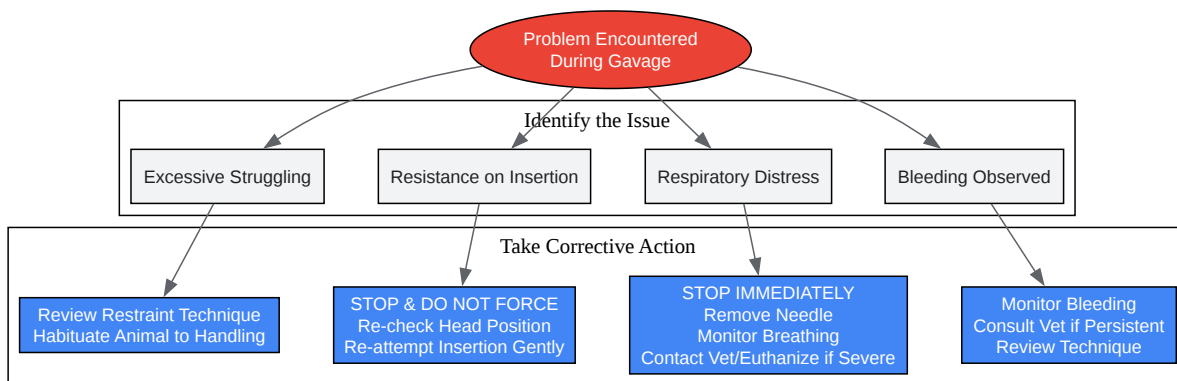 Problem Encountered
During Gavage
Identify the Issue
Excessive Struggling
Resistance on Insertion
Respiratory Distress
Bleeding Observed
Take Corrective Action
Review Restraint Technique
Habituate Animal to Handling
STOP & DO NOT FORCE
Re-check Head Position
Re-attempt Insertion Gently
STOP IMMEDIATELY
Remove Needle
Monitor Breathing
Contact Vet/Euthanize if Severe
Monitor Bleeding
Consult Vet if Persistent
Review Technique